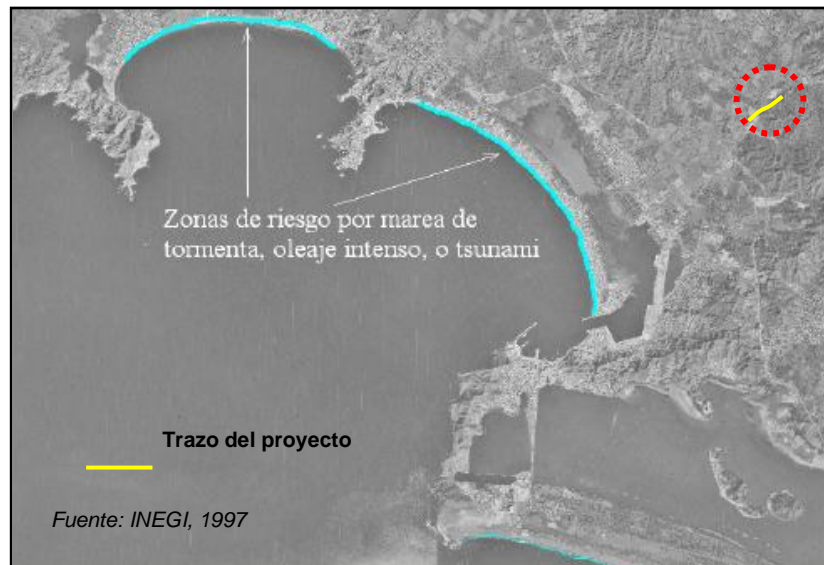 Zonas de riesgo por marea de
tormenta, oleaje intenso, o tsunami
Trazo del proyecto
Fuente: INEGI, 1997